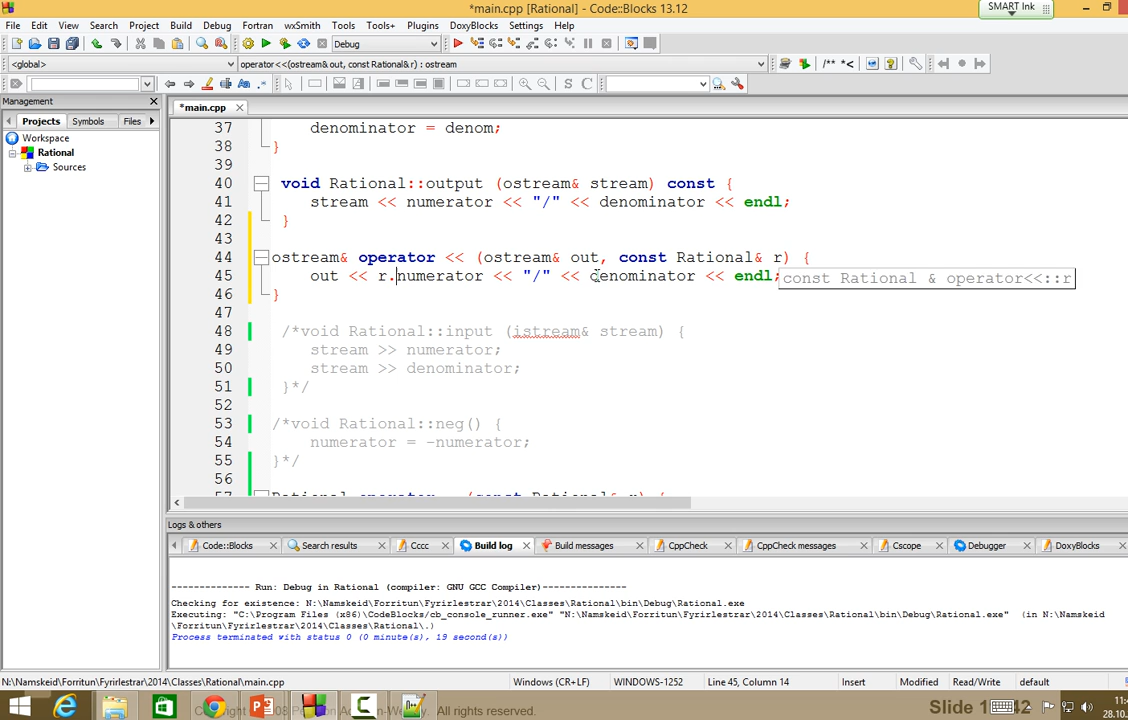 *main.cpp [Rational] - Code::Blocks 13.12
SMART Ink
File Edit View Search Project Build Debug Fortran wxSmith Tools Tools+ Plugins DoxyBlocks Settings Help
Debug
<global> operator<<(ostream& out, const Rational& r) : ostream
/** *<
Management
*main.cpp
Projects Symbols Files
Workspace
Rational
Sources
37 denominator = denom;
38 }
39
40 void Rational::output (ostream& stream) const {
41 stream << numerator << "/" << denominator << endl;
42 }
43
44 ostream& operator << (ostream& out, const Rational& r) {
45 out << r.numerator << "/" << denominator << endl;
const Rational & operator<<::r
46 }
47
48 /*void Rational::input (istream& stream) {
49 stream >> numerator;
50 stream >> denominator;
51 }*/
52
53 /*void Rational::neg() {
54 numerator = -numerator;
55 }*/
56
Logs & others
Code::Blocks Search results Cccc Build log Build messages CppCheck CppCheck messages Cscope Debugger DoxyBlocks
-------------- Run: Debug in Rational (compiler: GNU GCC Compiler)---------------
Checking for existence: N:\Namskeid\Forritun\Fyrirlestrar\2014\Classes\Rational\bin\Debug\Rational.exe
Executing: "C:\Program Files (x86)\CodeBlocks/cb_console_runner.exe" "N:\Namskeid\Forritun\Fyrirlestrar\2014\Classes\Rational\bin\Debug\Rational.exe" (in N:\Namskeid
\Forritun\Fyrirlestrar\2014\Classes\Rational\.)
Process terminated with status 0 (0 minute(s), 19 second(s))
N:\Namskeid\Forritun\Fyrirlestrar\2014\Classes\Rational\main.cpp Windows (CR+LF) WINDOWS-1252 Line 45, Column 14 Insert Modified Read/Write default
All rights reserved.
Slide 1
42
28.10.